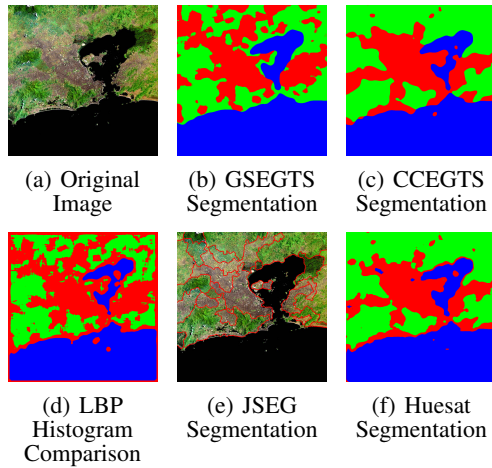 (a) Original
Image
(b) GSEGTS
Segmentation
(c) CCEGTS
Segmentation
(d) LBP
Histogram
Comparison
(e) JSEG
Segmentation
(f) Huesat
Segmentation